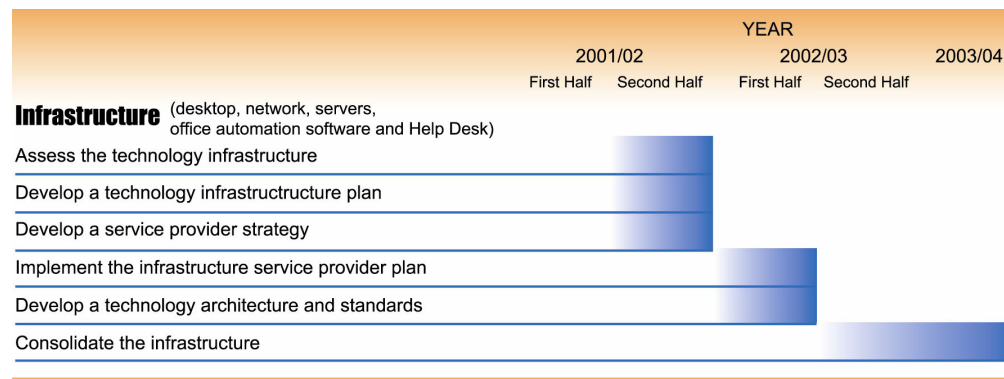 YEAR
2001/02 2002/03 2003/04
First Half Second Half First Half Second Half
Infrastructure (desktop, network, servers,
office automation software and Help Desk)
Assess the technology infrastructure
Develop a technology infrastructructure plan
Develop a service provider strategy
Implement the infrastructure service provider plan
Develop a technology architecture and standards
Consolidate the infrastructure